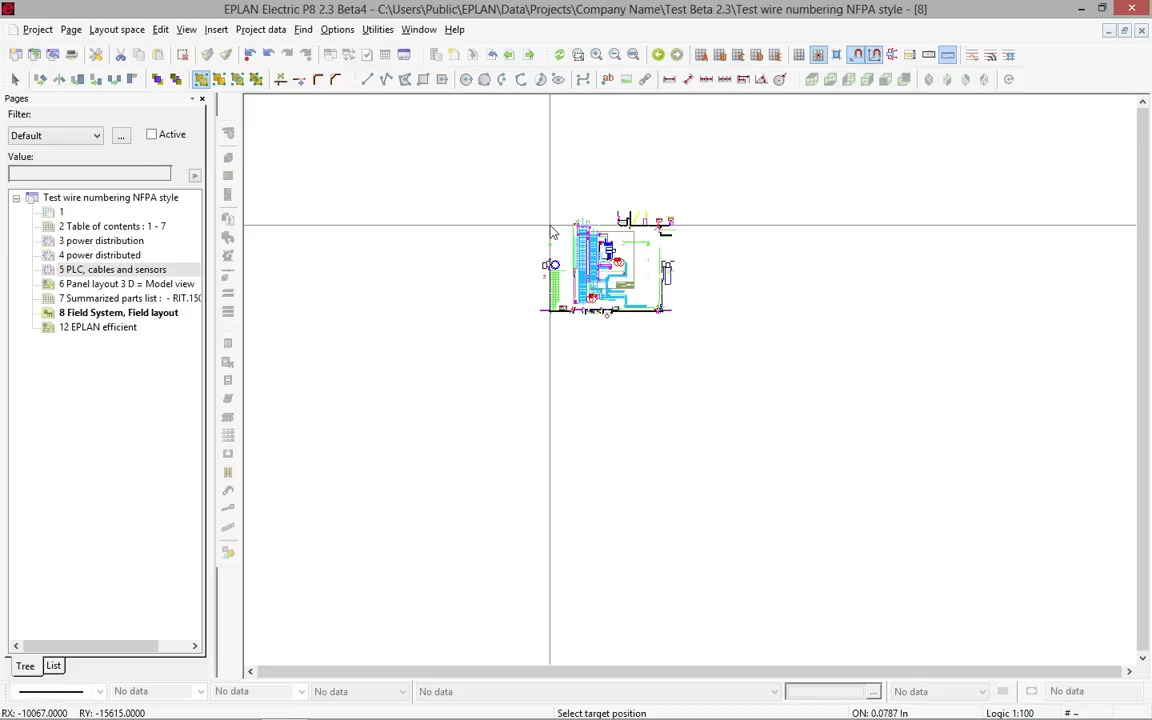 EPLAN Electric P8 2.3 Beta4 - C:\Users\Public\EPLAN\Data\Projects\Company Name\Test Beta 2.3\Test wire numbering NFPA style - [8]
Project Page Layout space Edit View Insert Project data Find Options Utilities Window Help
Pages
Filter:
Default
...
Active
Value:
Test wire numbering NFPA style
1
2 Table of contents : 1 - 7
3 power distribution
4 power distributed
5 PLC, cables and sensors
6 Panel layout 3 D = Model view
7 Summarized parts list : - RIT.150
8 Field System, Field layout
12 EPLAN efficient
Tree
List
No data
No data
No data
No data
...
No data
No data
RX: -10067.0000 RY: -15615.0000
Select target position
ON: 0.0787 In
Logic 1:100
# ~